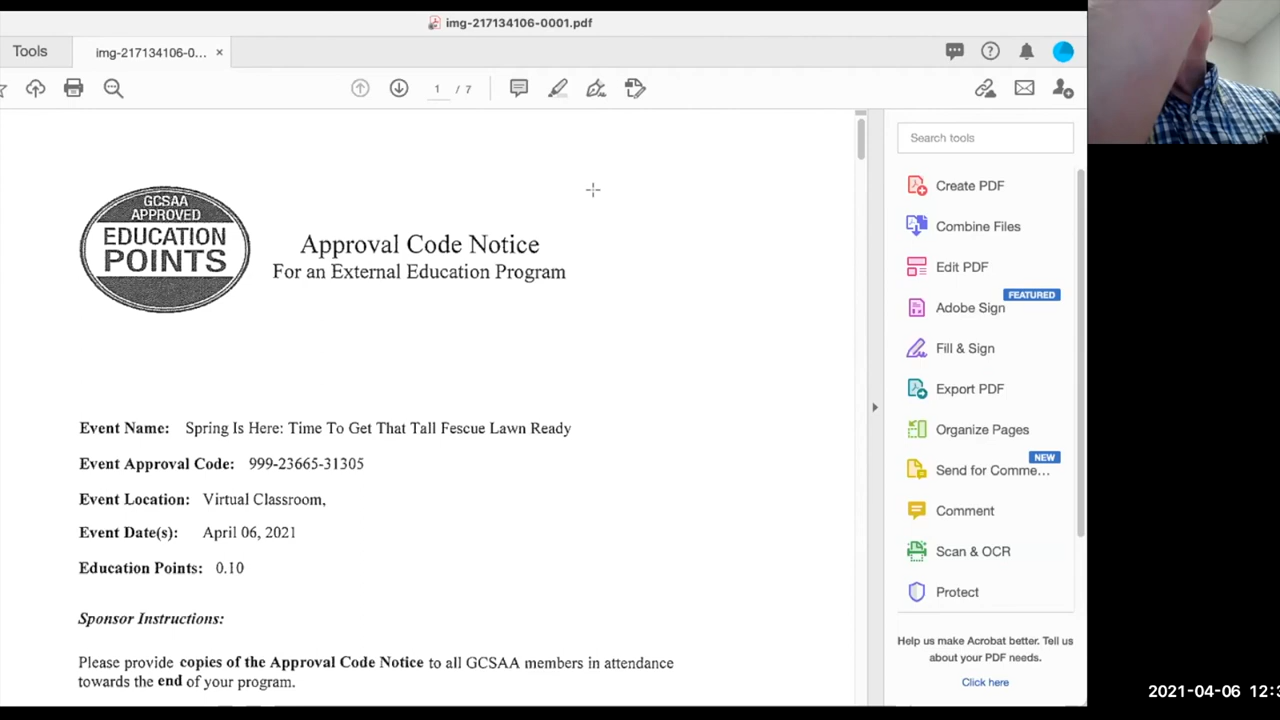 img-217134106-0001.pdf
Tools
img-217134106-0... ×
1 / 7
Search tools
GCSAA
APPROVED
EDUCATION
POINTS
Approval Code Notice
For an External Education Program
Event Name: Spring Is Here: Time To Get That Tall Fescue Lawn Ready
Event Approval Code: 999-23665-31305
Event Location: Virtual Classroom,
Event Date(s): April 06, 2021
Education Points: 0.10
Sponsor Instructions:
Please provide copies of the Approval Code Notice to all GCSAA members in attendance
towards the end of your program.
Create PDF
Combine Files
Edit PDF
FEATURED
Adobe Sign
Fill & Sign
Export PDF
Organize Pages
NEW
Send for Comme...
Comment
Scan & OCR
Protect
Help us make Acrobat better. Tell us
about your PDF needs.
Click here
2021-04-06